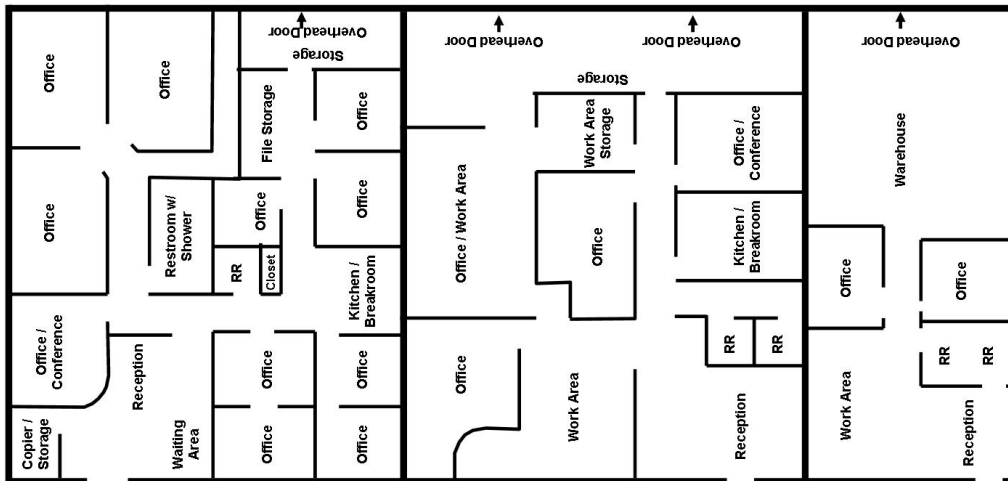 Office
Office
Overhead Door
Storage
File Storage
Office
Office
Restroom w/
Shower
Office
Office
RR
Closet
Kitchen /
Breakroom
Office /
Conference
Reception
Office
Office
Copier /
Storage
Waiting
Area
Office
Office
Overhead Door
Overhead Door
Storage
Work Area
Storage
Office /
Conference
Office / Work Area
Office
Kitchen /
Breakroom
Office
Work Area
RR
RR
Reception
Overhead Door
Warehouse
Office
Office
Work Area
RR
RR
Reception